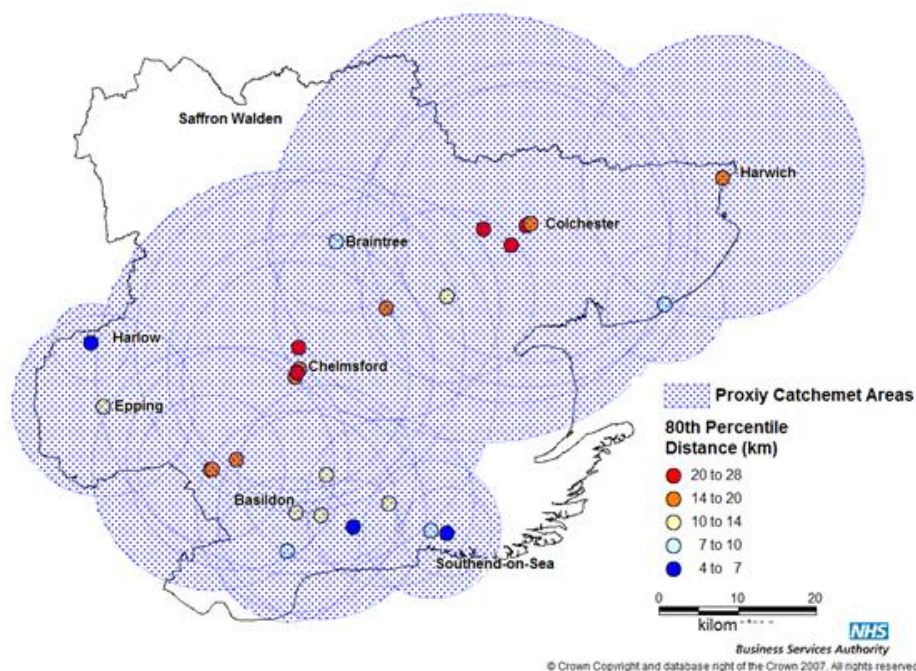 Saffron Walden
Harwich
Colchester
Braintree
Harlow
Chelmsford
Epping
Basildon
Southend-on-Sea
Proxiy Catchemet Areas
80th Percentile
Distance (km)
20 to 28
14 to 20
10 to 14
7 to 10
4 to 7
0 10 20
NHS
Business Services Authority
© Crown Copyright and database right of the Crown 2007. All rights reserved